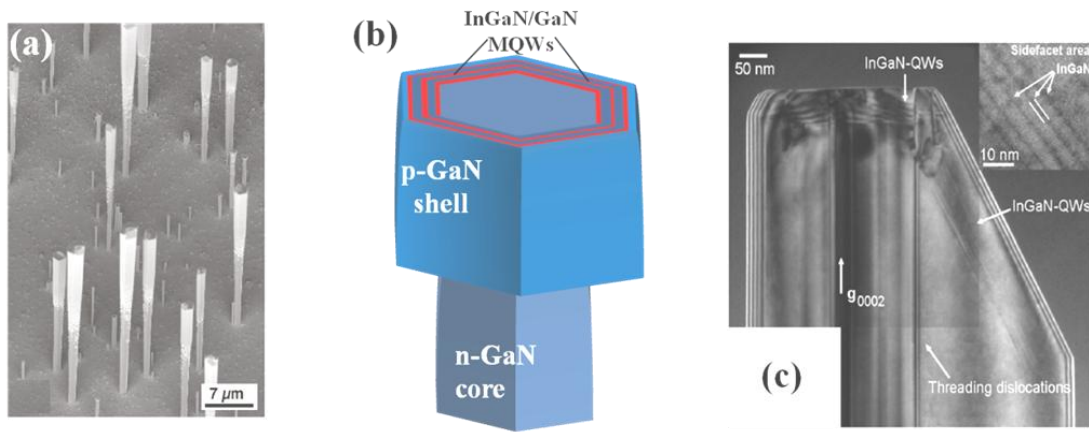 (a)
7 µm
(b)
InGaN/GaN
MQWs
p-GaN
shell
n-GaN
core
50 nm
InGaN-QWs
Sidefacet area
InGaN
10 nm
InGaN-QWs
g0002
(c)
Threading dislocations